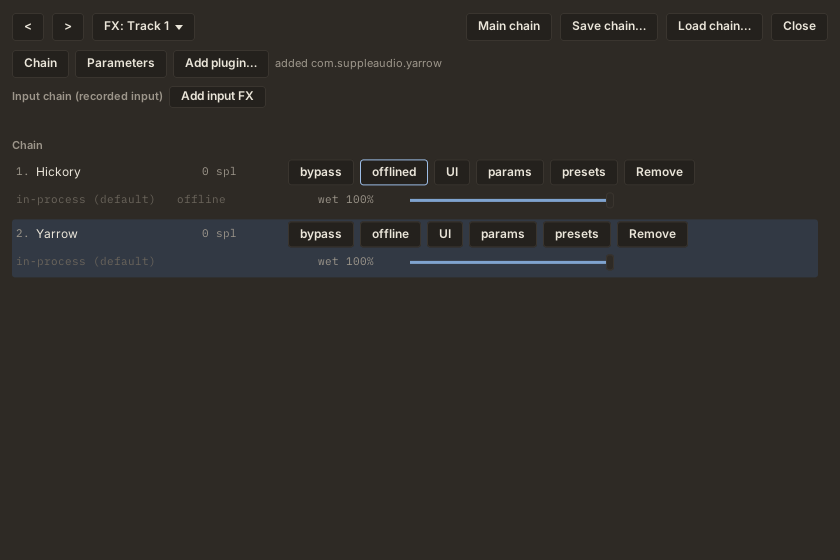 < > FX: Track 1 Main chain Save chain... Load chain... Close
Chain Parameters Add plugin... added com.suppleaudio.yarrow
Input chain (recorded input) Add input FX
Chain
1. Hickory 0 spl bypass offlined UI params presets Remove
in-process (default) offline wet 100%
2. Yarrow 0 spl bypass offline UI params presets Remove
in-process (default) wet 100%